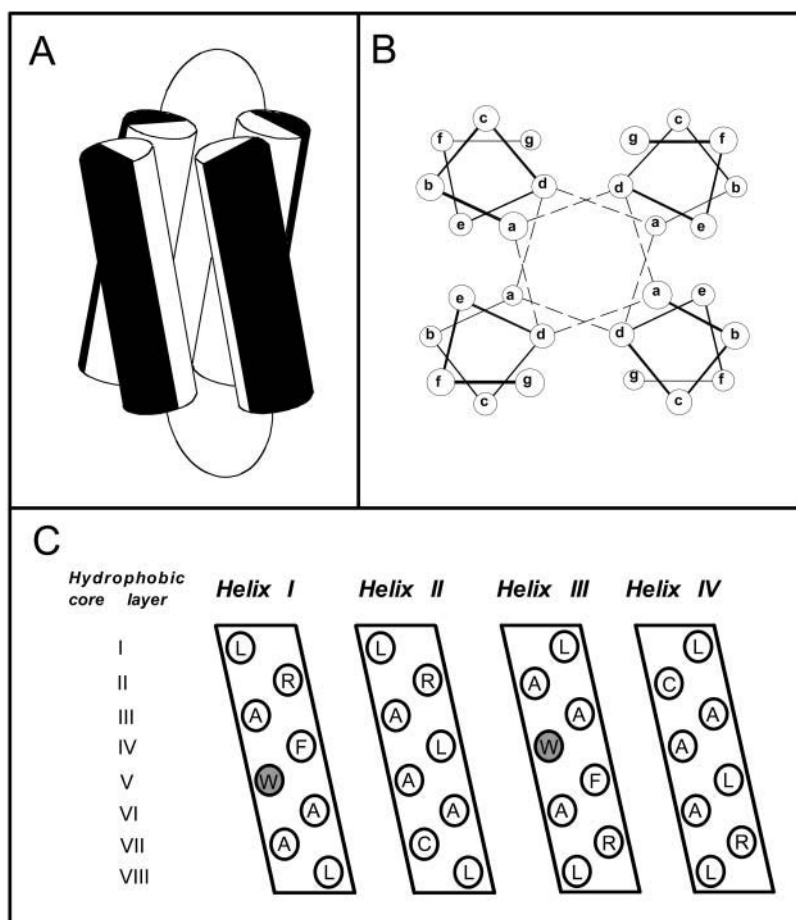 A
B
c
c
f
g
g
f
b
d
d
b
e
a
a
e
e
a
a
e
b
d
d
b
f
g
g
f
c
c
C
Hydrophobic
core layer
Helix I
Helix II
Helix III
Helix IV
I
L
L
L
L
II
R
R
A
C
III
A
A
A
A
IV
F
L
W
A
V
W
A
F
L
VI
A
A
A
A
VII
A
C
R
R
VIII
L
L
L
L